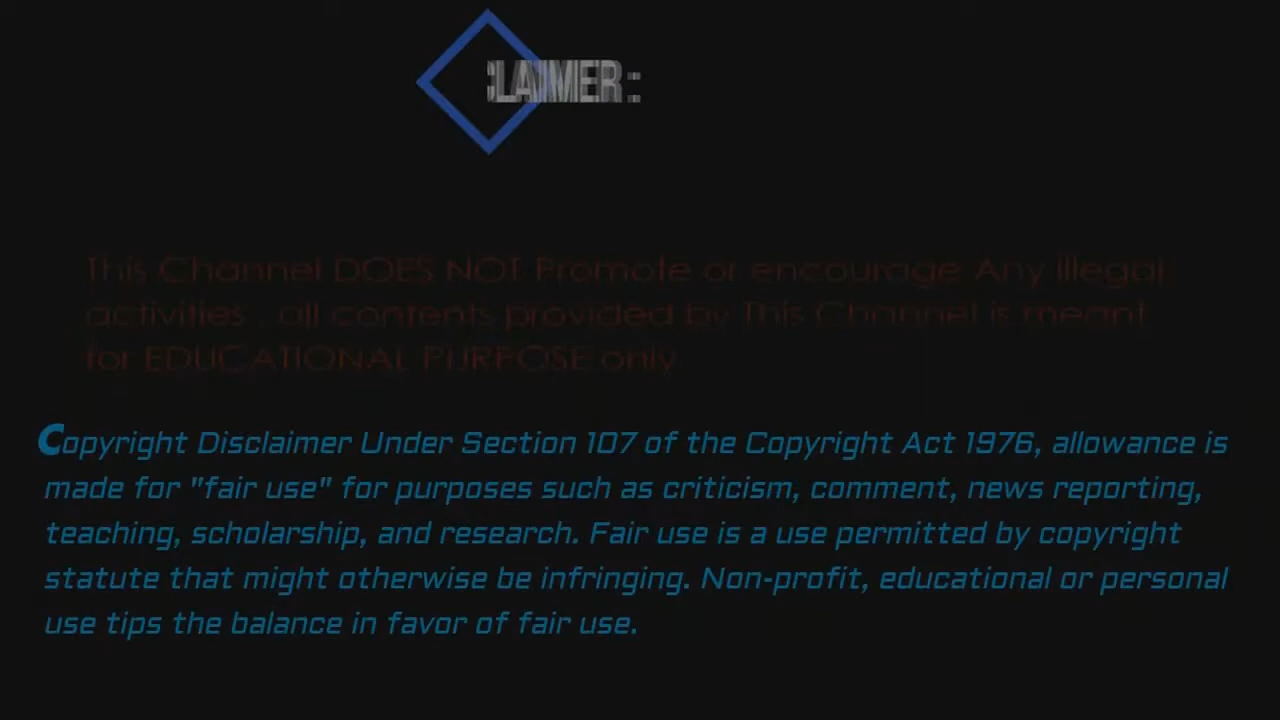 CLAIMER :
This Channel DOES NOT Promote or encourage Any illegal
activities , all contents provided by This Channel is meant
for EDUCATIONAL PURPOSE only
Copyright Disclaimer Under Section 107 of the Copyright Act 1976, allowance is
made for "fair use" for purposes such as criticism, comment, news reporting,
teaching, scholarship, and research. Fair use is a use permitted by copyright
statute that might otherwise be infringing. Non-profit, educational or personal
use tips the balance in favor of fair use.